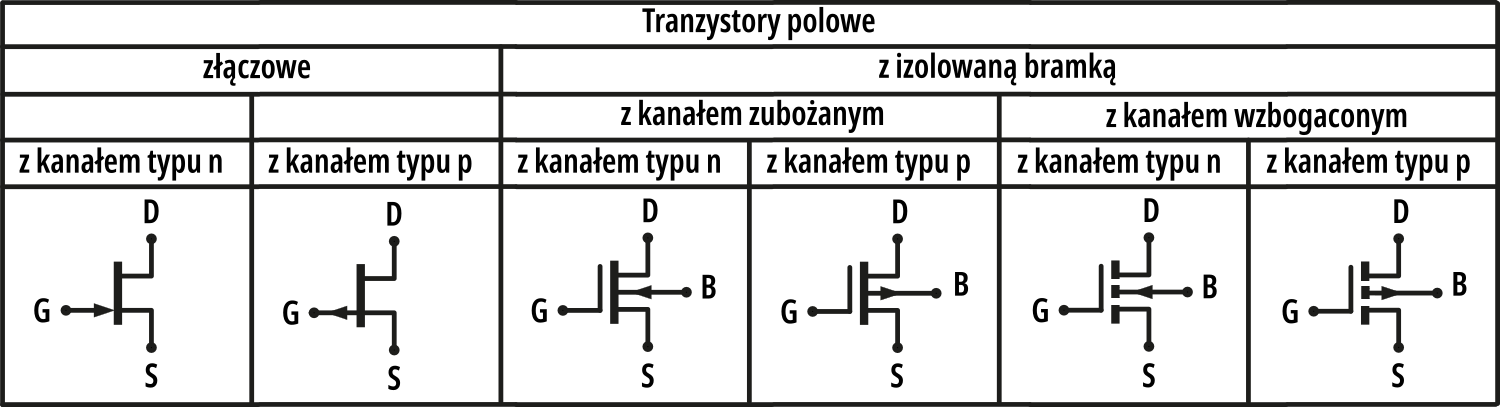 Tranzystory polowe
złączowe z izolowaną bramką
z kanałem zubożanym z kanałem wzbogaconym
z kanałem typu n z kanałem typu p z kanałem typu n z kanałem typu p z kanałem typu n z kanałem typu p
D D D D D D
B B B B
G G G G G G
S S S S S S